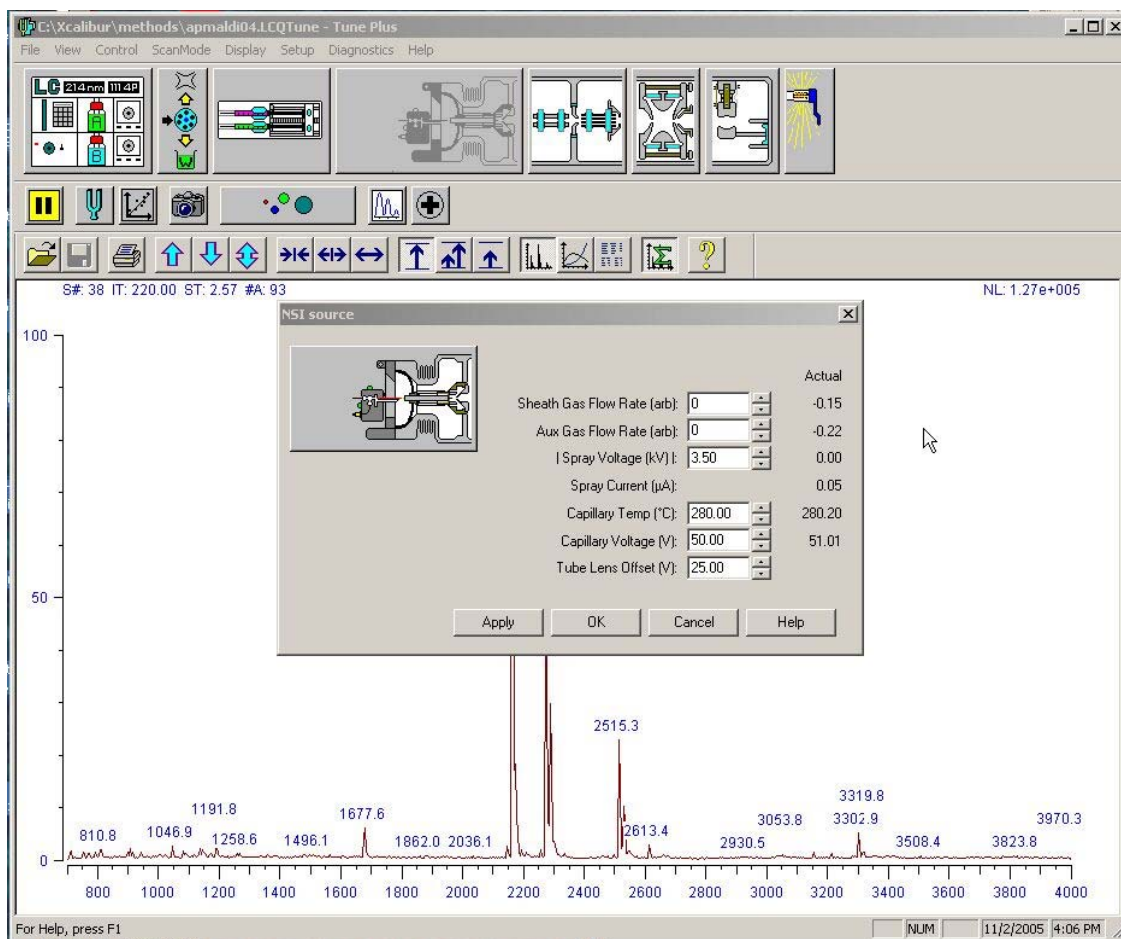 C:\Xcalibur\methods\apmaldi04.LCQTune - Tune Plus
File View Control ScanMode Display Setup Diagnostics Help
LC 214nm 111 4P
A
B
W
S#: 38 IT: 220.00 ST: 2.57 #A: 93 NL: 1.27e+005
NSI source
Actual
Sheath Gas Flow Rate (arb): 0 -0.15
Aux Gas Flow Rate (arb): 0 -0.22
| Spray Voltage (kV) |: 3.50 0.00
Spray Current (µA): 0.05
Capillary Temp (°C): 280.00 280.20
Capillary Voltage (V): 50.00 51.01
Tube Lens Offset (V): 25.00
Apply OK Cancel Help
100
50
0
2515.3
3319.8
1191.8 1677.6 3053.8 3302.9 3970.3
810.8 1046.9 1258.6 1496.1 1862.0 2036.1 2613.4 2930.5 3508.4 3823.8
800 1000 1200 1400 1600 1800 2000 2200 2400 2600 2800 3000 3200 3400 3600 3800 4000
For Help, press F1 NUM 11/2/2005 4:06 PM